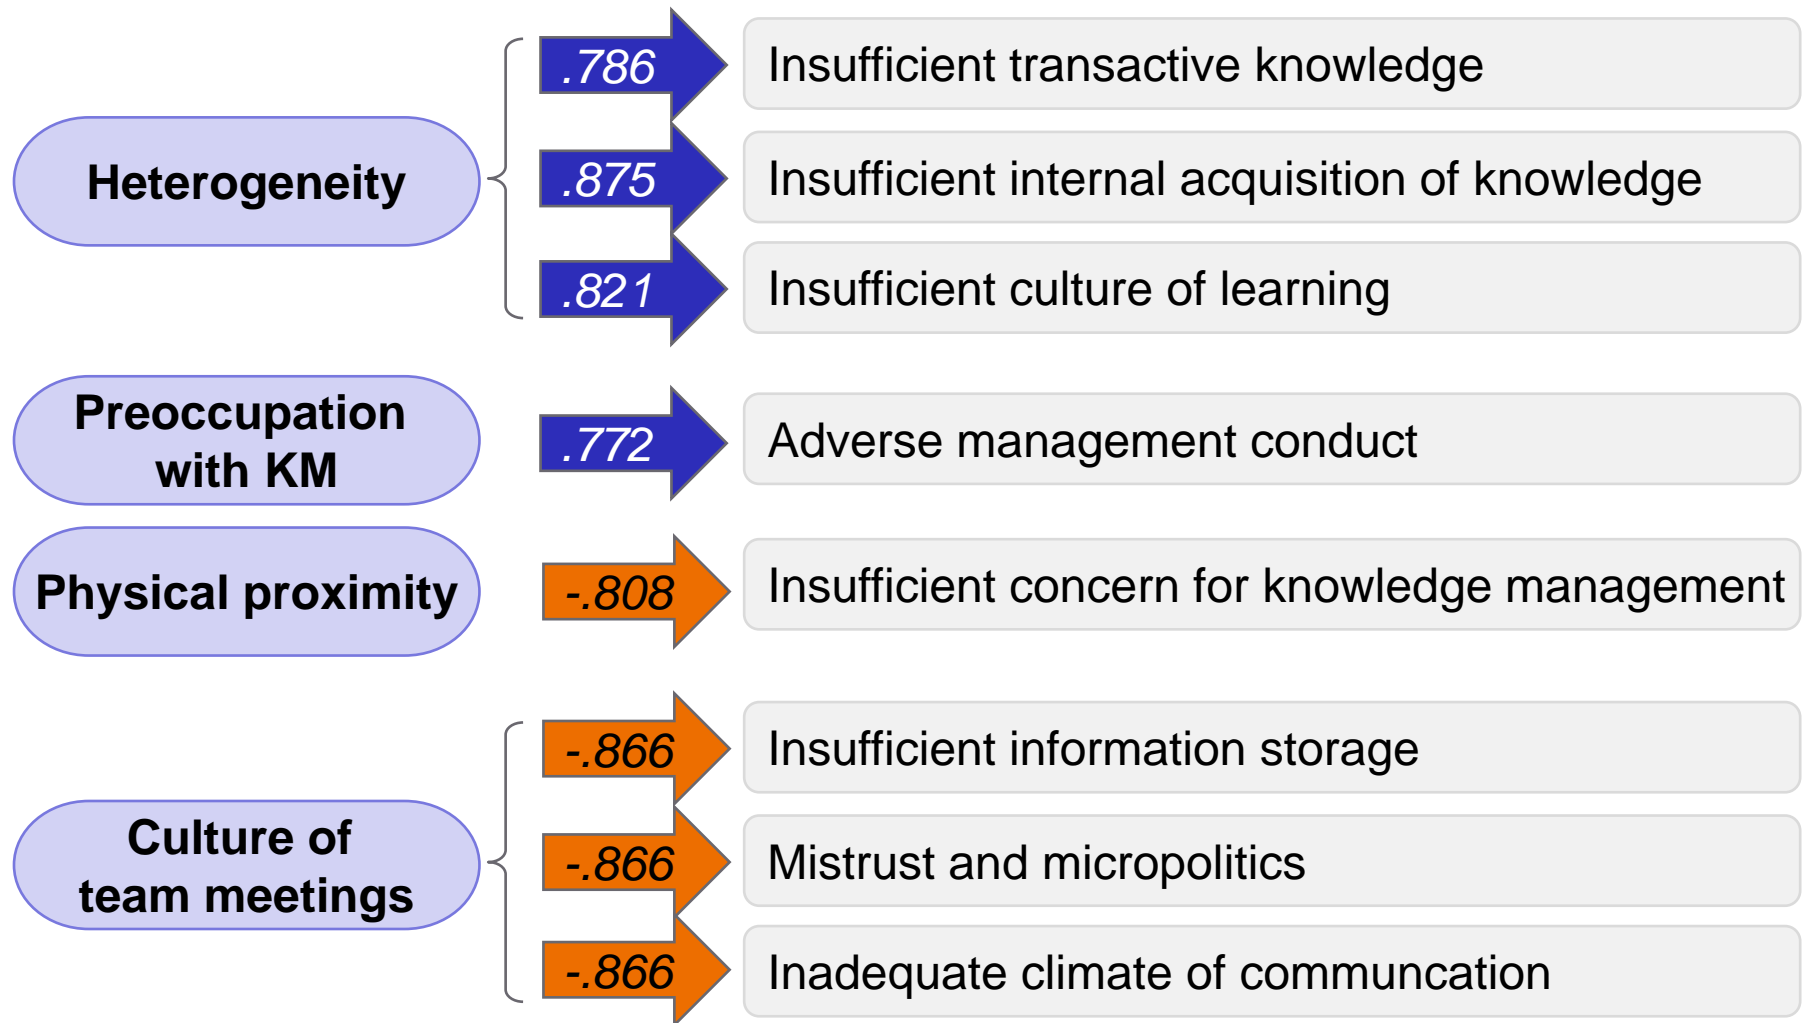 Heterogeneity
.786
Insufficient transactive knowledge
.875
Insufficient internal acquisition of knowledge
.821
Insufficient culture of learning
Preoccupation
with KM
.772
Adverse management conduct
Physical proximity
-.808
Insufficient concern for knowledge management
Culture of
team meetings
-.866
Insufficient information storage
-.866
Mistrust and micropolitics
-.866
Inadequate climate of communcation